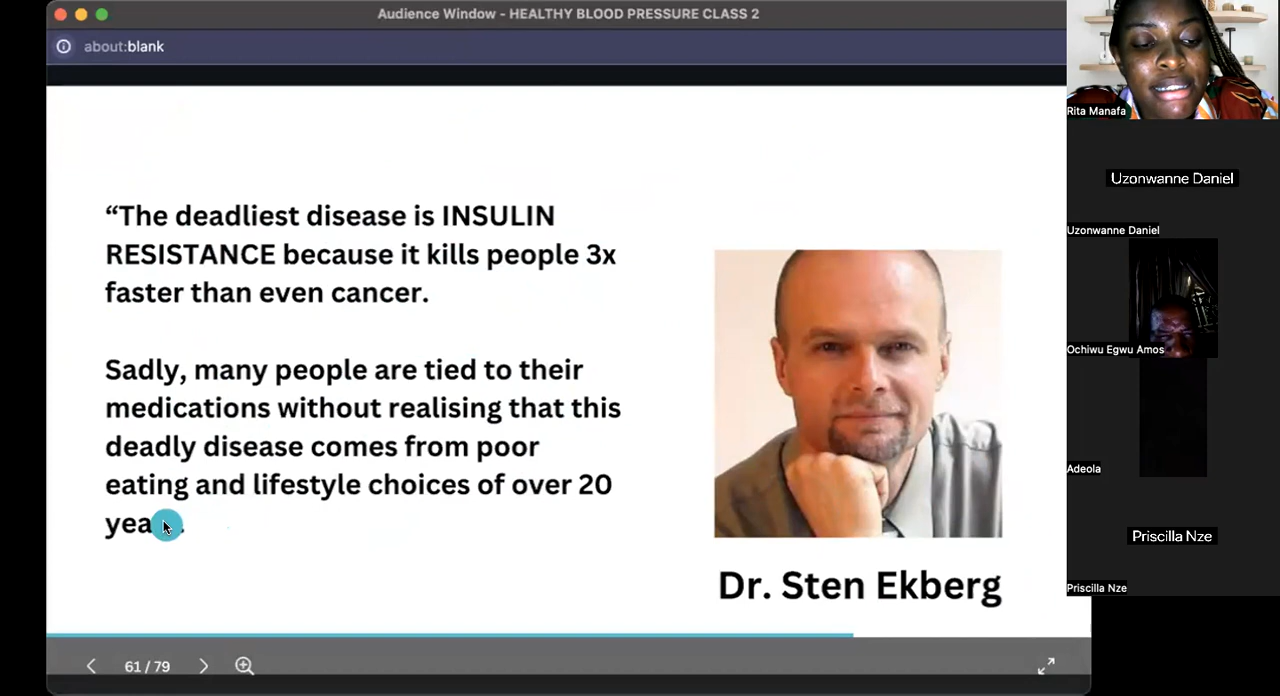 Audience Window - HEALTHY BLOOD PRESSURE CLASS 2
about:blank
“The deadliest disease is INSULIN
RESISTANCE because it kills people 3x
faster than even cancer.
Sadly, many people are tied to their
medications without realising that this
deadly disease comes from poor
eating and lifestyle choices of over 20
Dr. Sten Ekberg
61 / 79
Rita Manafa
Uzonwanne Daniel
Uzonwanne Daniel
Ochiwu Egwu Amos
Adeola
Priscilla Nze
Priscilla Nze